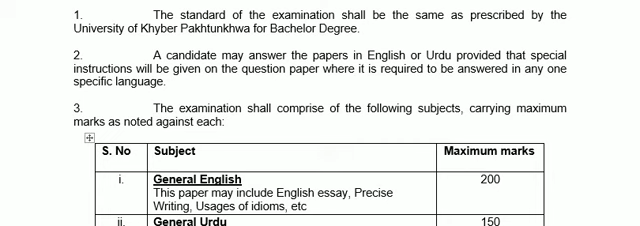 1. The standard of the examination shall be the same as prescribed by the
University of Khyber Pakhtunkhwa for Bachelor Degree.
2. A candidate may answer the papers in English or Urdu provided that special
instructions will be given on the question paper where it is required to be answered in any one
specific language.
3. The examination shall comprise of the following subjects, carrying maximum
marks as noted against each:
S. No Subject Maximum marks
i. General English 200
This paper may include English essay, Precise
Writing, Usages of idioms, etc
ii. General Urdu 150